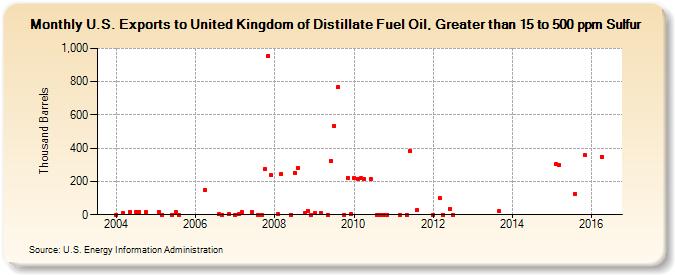 Monthly U.S. Exports to United Kingdom of Distillate Fuel Oil, Greater than 15 to 500 ppm Sulfur
Thousand Barrels
1,000
800
600
400
200
0
2004 2006 2008 2010 2012 2014 2016
Source: U.S. Energy Information Administration